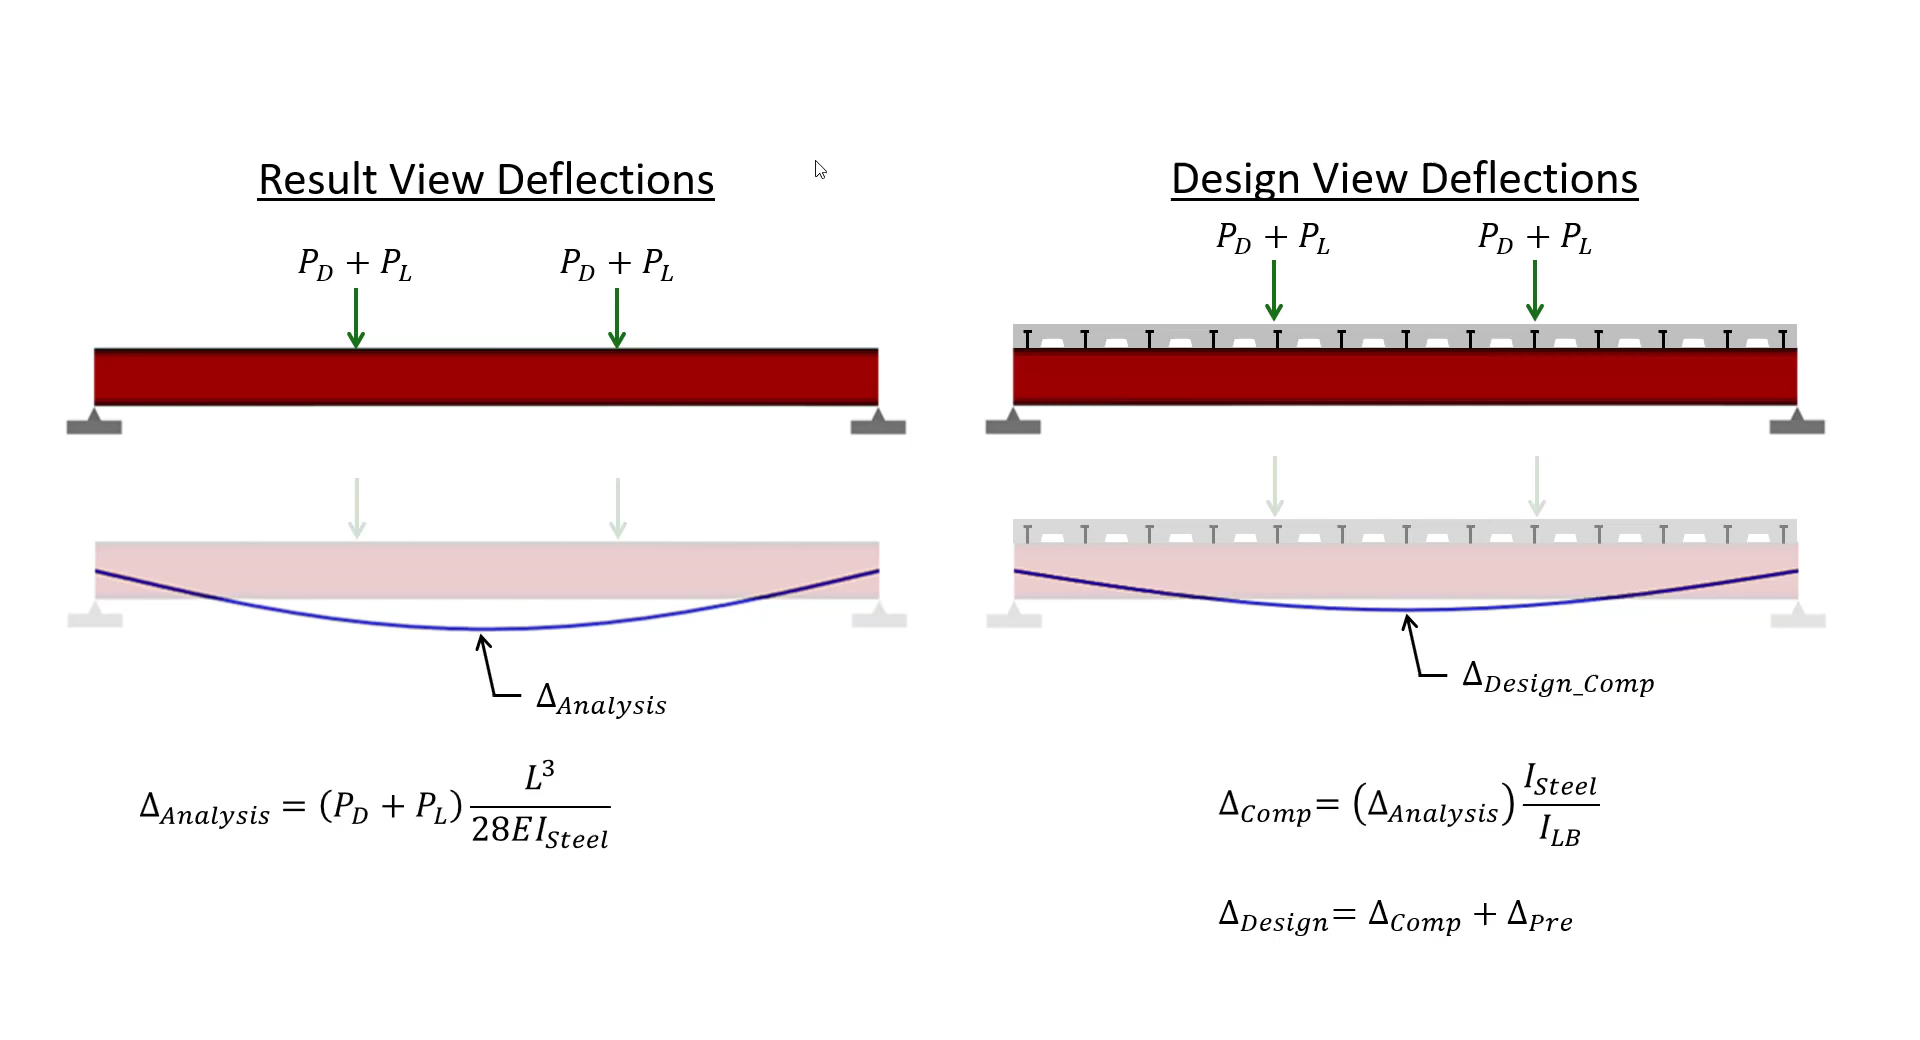 Result View Deflections
P_D + P_L
P_D + P_L
Δ_Analysis
Δ_Analysis = (P_D + P_L) L^3 / 28EI_Steel
Design View Deflections
P_D + P_L
P_D + P_L
Δ_Design_Comp
Δ_Comp = (Δ_Analysis) I_Steel / I_LB
Δ_Design = Δ_Comp + Δ_Pre